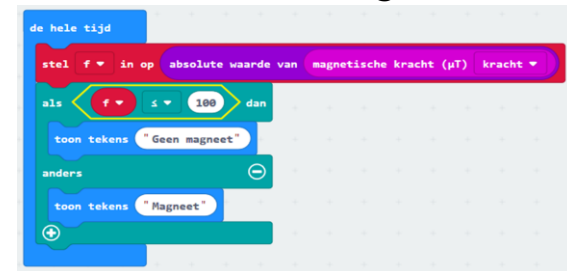 de hele tijd
stel f in op absolute waarde van magnetische kracht (µT) kracht
als f ≤ 100 dan
toon tekens "Geen magneet"
anders
toon tekens "Magneet"